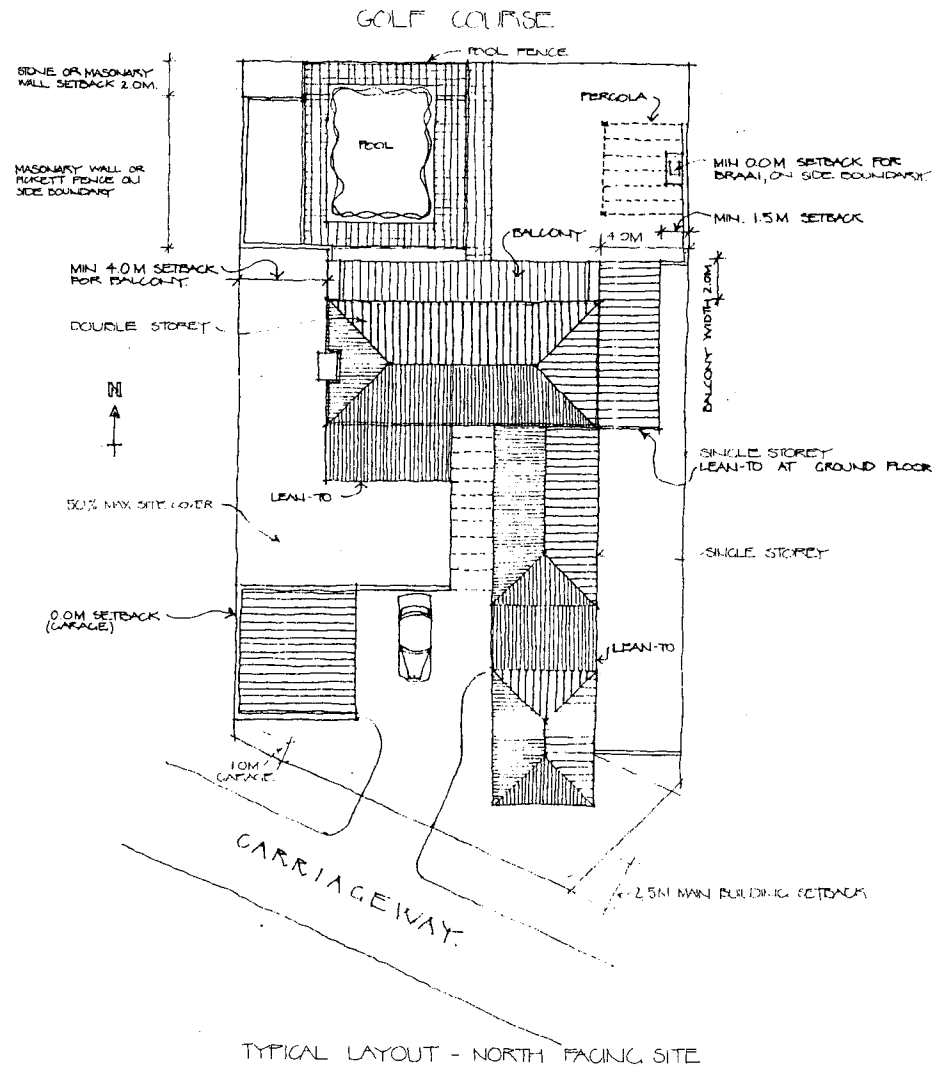 GOLF COURSE
POOL FENCE
STONE OR MASONARY
WALL SETBACK 2.0M.
PERGOLA
POOL
MASONARY WALL OR
PICKETT FENCE ON
SIDE BOUNDARY
MIN 0.0M SETBACK FOR
BRAAI, ON SIDE BOUNDARY.
MIN. 1.5M SETBACK
4.0M
BALCONY
MIN 4.0M SETBACK
FOR BALCONY.
BALCONY WIDTH 2.0M
DOUBLE STOREY
N
SINGLE STOREY
LEAN-TO AT GROUND FLOOR
LEAN-TO
50% MAX SITE COVER
SINGLE STOREY
0.0M SETBACK
(GARAGE)
LEAN-TO
1.0M
GARAGE
CARRIAGEWAY.
2,5M MAIN BUILDING SETBACK
TYPICAL LAYOUT - NORTH FACING SITE